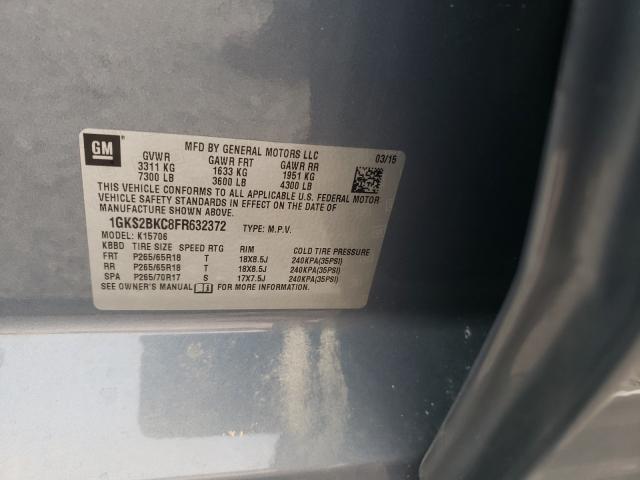 GM
MFD BY GENERAL MOTORS LLC
03/15
GVWR GAWR FRT GAWR RR
3311 KG 1633 KG 1951 KG
7300 LB 3600 LB 4300 LB
THIS VEHICLE CONFORMS TO ALL APPLICABLE U.S. FEDERAL MOTOR
VEHICLE SAFETY STANDARDS IN EFFECT ON THE DATE OF
MANUFACTURE SHOWN ABOVE.
1GKS2BKC8FR632372 TYPE: M.P.V.
MODEL: K15706
KBBD TIRE SIZE SPEED RTG RIM COLD TIRE PRESSURE
FRT P265/65R18 T 18X8.5J 240KPA(35PSI)
RR P265/65R18 T 18X8.5J 240KPA(35PSI)
SPA P265/70R17 S 17X7.5J 240KPA(35PSI)
SEE OWNER'S MANUAL FOR MORE INFORMATION.